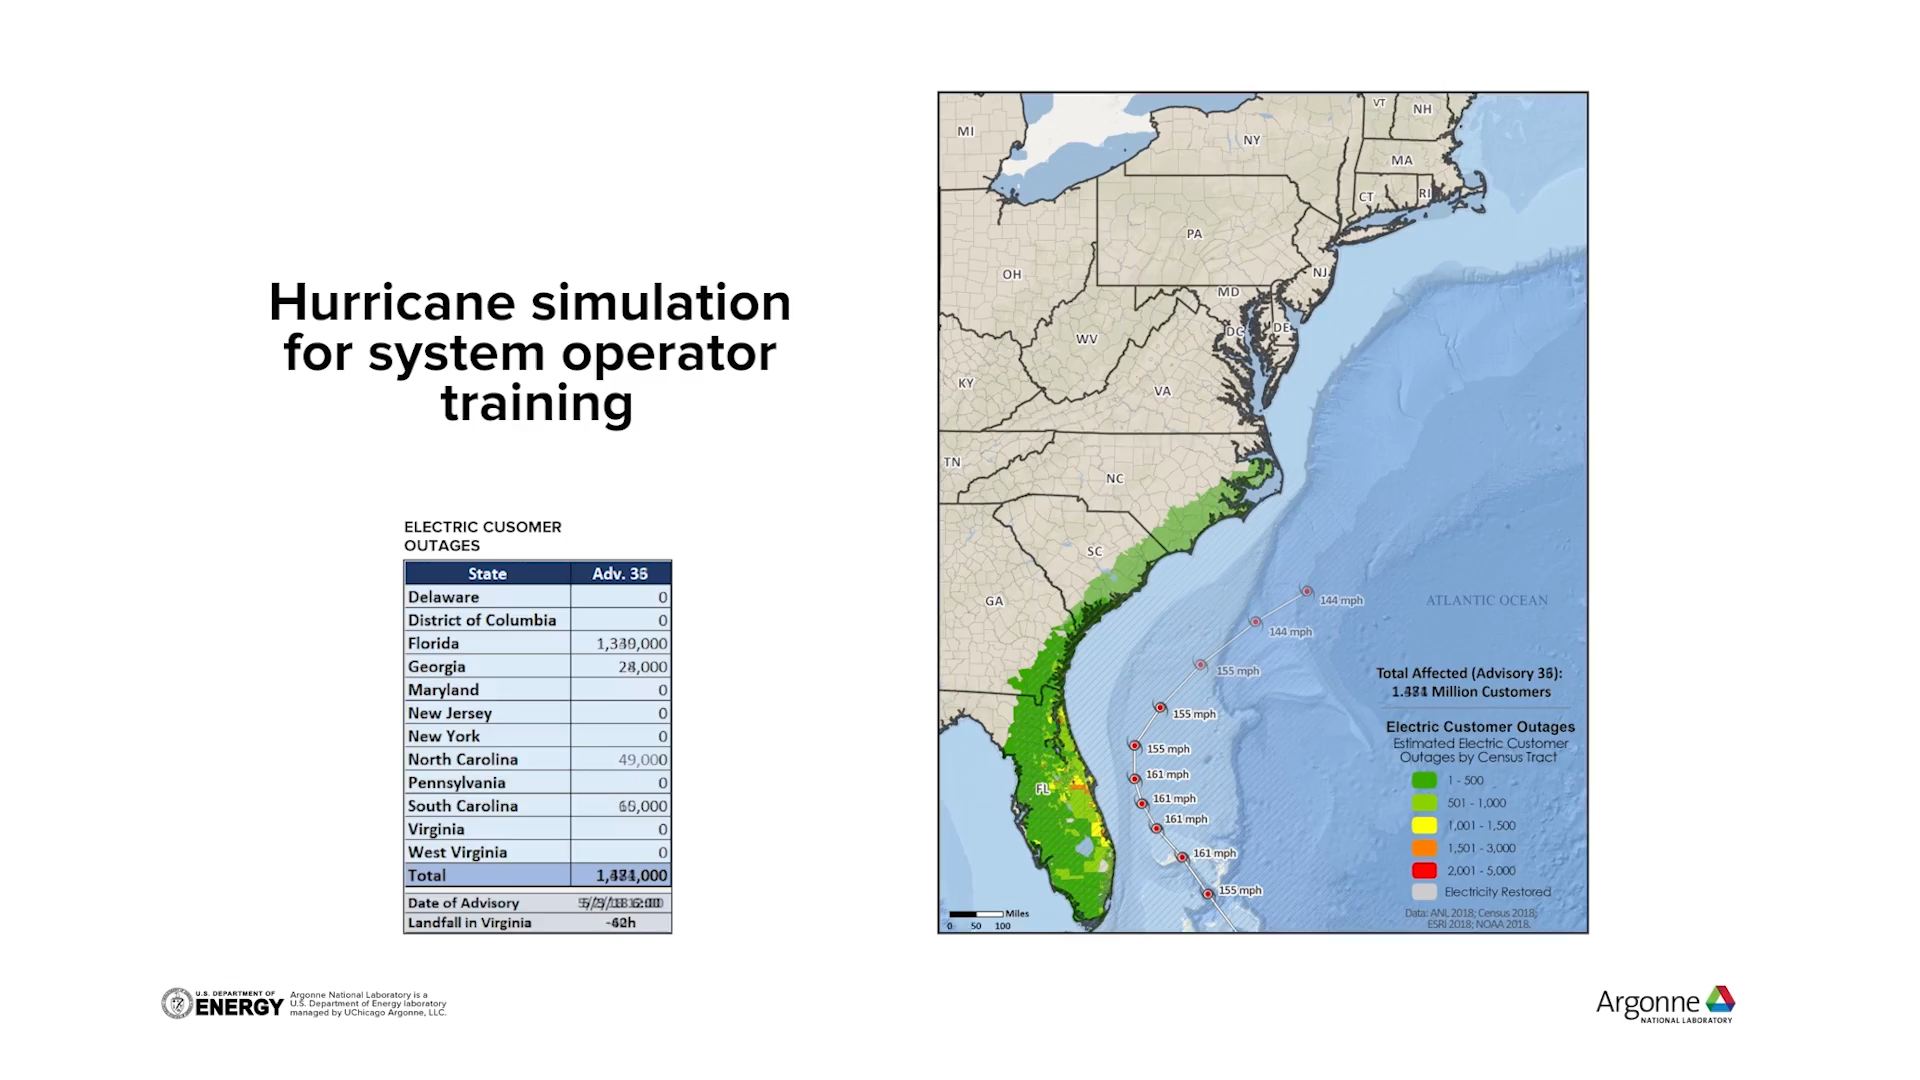 Hurricane simulation
for system operator
training
ELECTRIC CUSOMER
OUTAGES
State Adv.
Delaware 0
District of Columbia 0
Florida
Georgia
Maryland 0
New Jersey 0
New York 0
North Carolina 49,000
Pennsylvania 0
South Carolina
Virginia 0
West Virginia 0
Total
Date of Advisory
Landfall in Virginia
MI
NY
VT
NH
MA
CT
RI
PA
OH
NJ
MD
DC
DE
WV
KY
VA
TN
NC
SC
GA
FL
ATLANTIC OCEAN
144 mph
144 mph
155 mph
155 mph
155 mph
161 mph
161 mph
161 mph
161 mph
155 mph
Total Affected (Advisory
Million Customers
Electric Customer Outages
Estimated Electric Customer
Outages by Census Tract
1 - 500
501 - 1,000
1,001 - 1,500
1,501 - 3,000
2,001 - 5,000
Electricity Restored
Data: ANL 2018; Census 2018;
ESRI 2018; NOAA 2018.
Miles
0 50 100
U.S. DEPARTMENT OF
ENERGY
Argonne National Laboratory is a
U.S. Department of Energy laboratory
managed by UChicago Argonne, LLC.
Argonne
NATIONAL LABORATORY